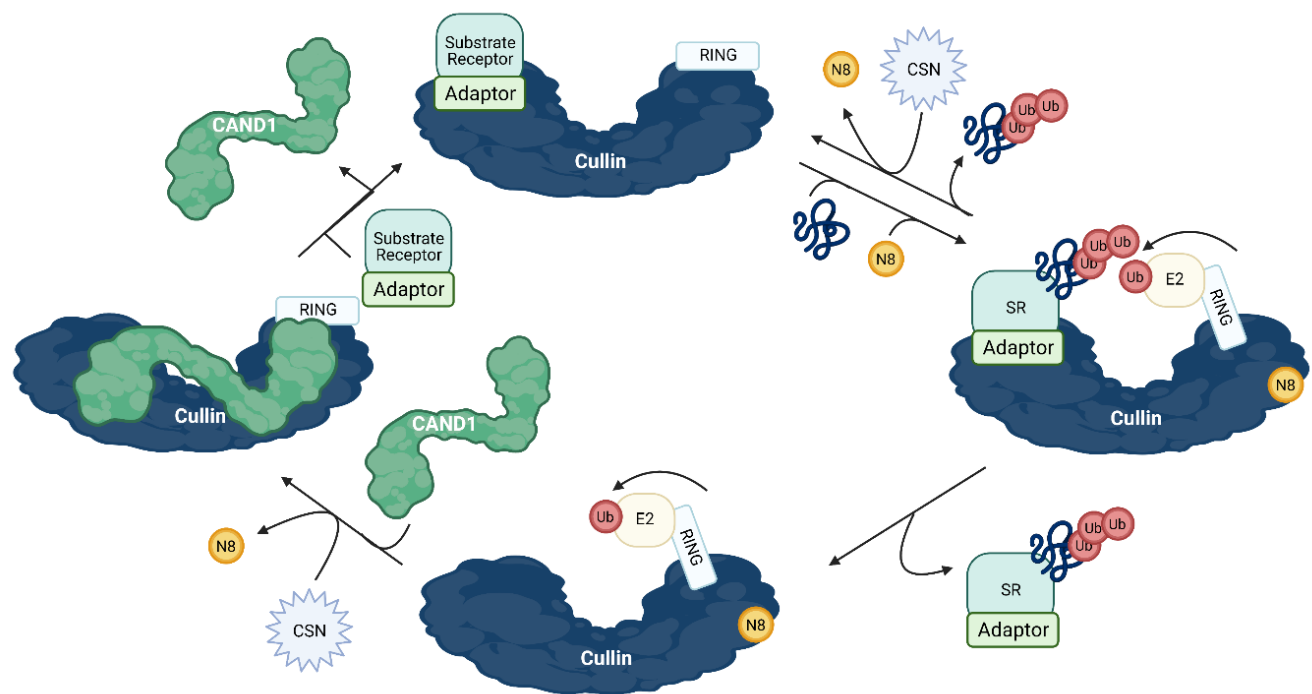 Substrate
Receptor
Adaptor
RING
Cullin
CAND1
N8
CSN
Ub
Ub
Ub
N8
Substrate
Receptor
Adaptor
RING
Cullin
CAND1
SR
Adaptor
Ub
Ub
Ub
Ub
E2
RING
N8
Cullin
N8
CSN
Ub
E2
RING
N8
Cullin
SR
Adaptor
Ub
Ub
Ub